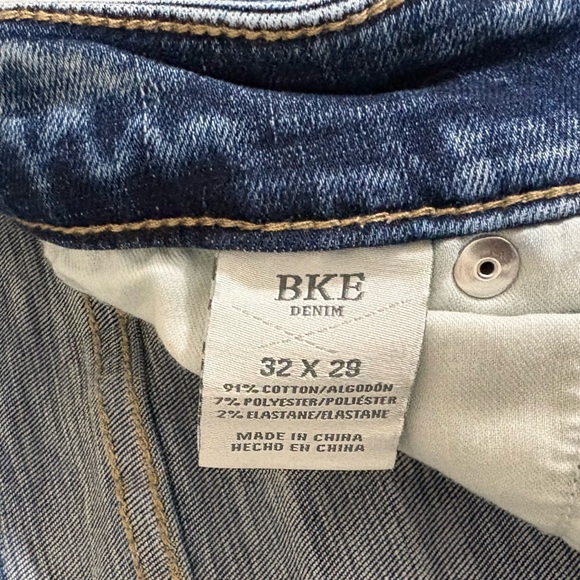 BKE
DENIM
32 X 29
91% COTTON/ALGODÓN
7% POLYESTER/POLIÉSTER
2% ELASTANE/ELASTANE
MADE IN CHINA
HECHO EN CHINA